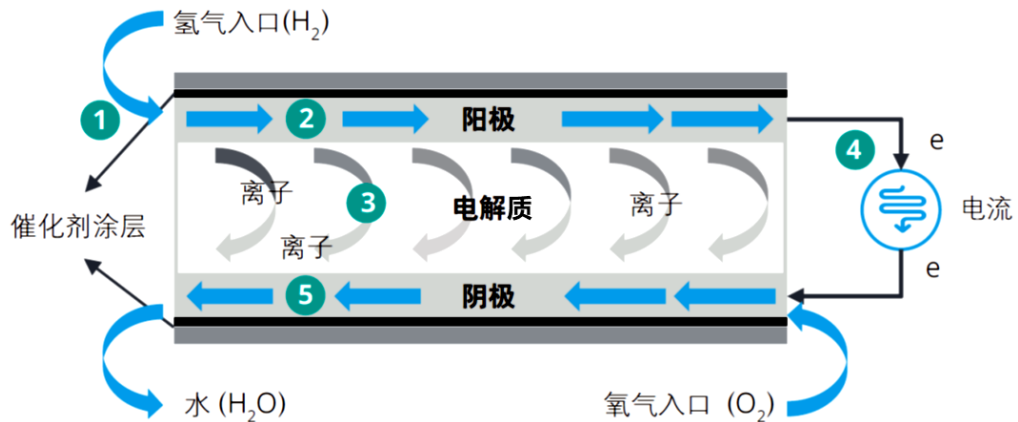 氢气入口(H₂)
1
2
阳极
4
e
离子
3
电解质
离子
电流
催化剂涂层
离子
e
5
阴极
水 (H₂O)
氧气入口 (O₂)